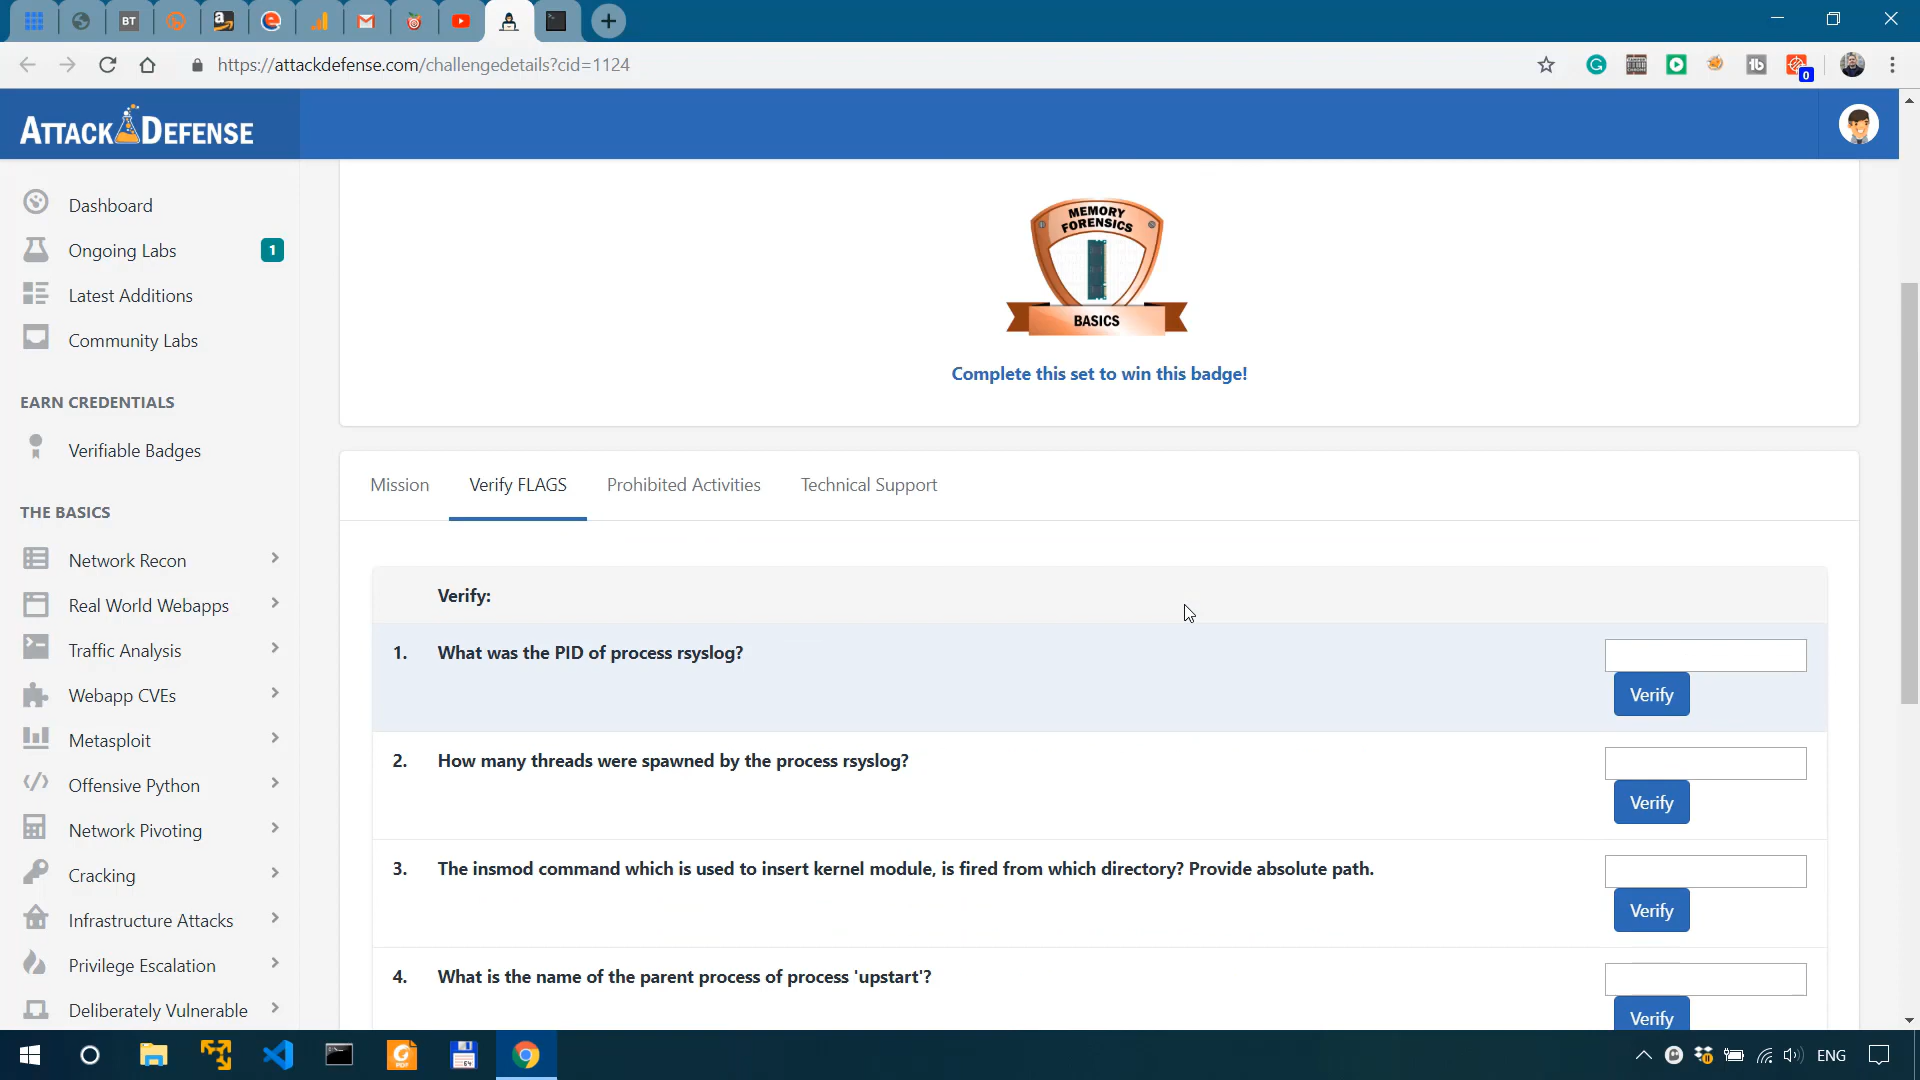 BT
https://attackdefense.com/challengedetails?cid=1124
0
ATTACK DEFENSE
Dashboard
Ongoing Labs
1
Latest Additions
Community Labs
EARN CREDENTIALS
Verifiable Badges
THE BASICS
Network Recon
Real World Webapps
Traffic Analysis
Webapp CVEs
Metasploit
Offensive Python
Network Pivoting
Cracking
Infrastructure Attacks
Privilege Escalation
Deliberately Vulnerable
MEMORY
FORENSICS
BASICS
Complete this set to win this badge!
Mission
Verify FLAGS
Prohibited Activities
Technical Support
Verify:
1. What was the PID of process rsyslog?
Verify
2. How many threads were spawned by the process rsyslog?
Verify
3. The insmod command which is used to insert kernel module, is fired from which directory? Provide absolute path.
Verify
4. What is the name of the parent process of process 'upstart'?
Verify
ENG